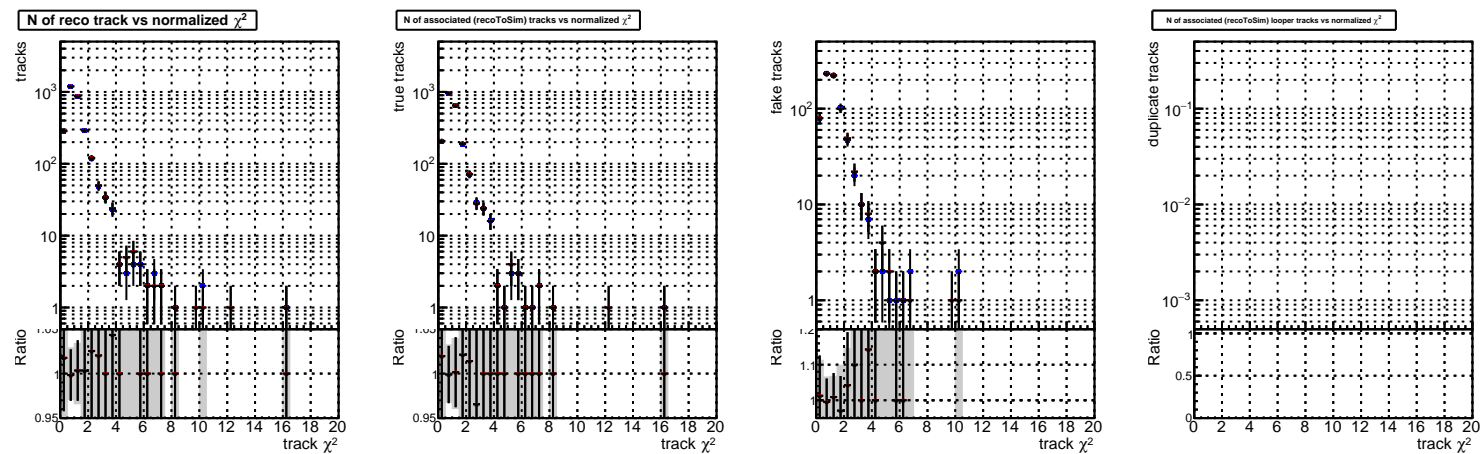 N of reco track vs normalized χ²
N of associated (recoToSim) tracks vs normalized χ²
N of associated (recoToSim) looper tracks vs normalized χ²
tracks
10³
10²
10
1
Ratio
1.05
1
0.95
0 2 4 6 8 10 12 14 16 18 20
track χ²
true tracks
10³
10²
10
1
Ratio
1.05
1
0.95
0 2 4 6 8 10 12 14 16 18 20
track χ²
fake tracks
10²
10
1
Ratio
1.2
1.1
1
0 2 4 6 8 10 12 14 16 18 20
track χ²
duplicate tracks
10⁻¹
10⁻²
10⁻³
Ratio
1
0.5
0
0 2 4 6 8 10 12 14 16 18 20
track χ²